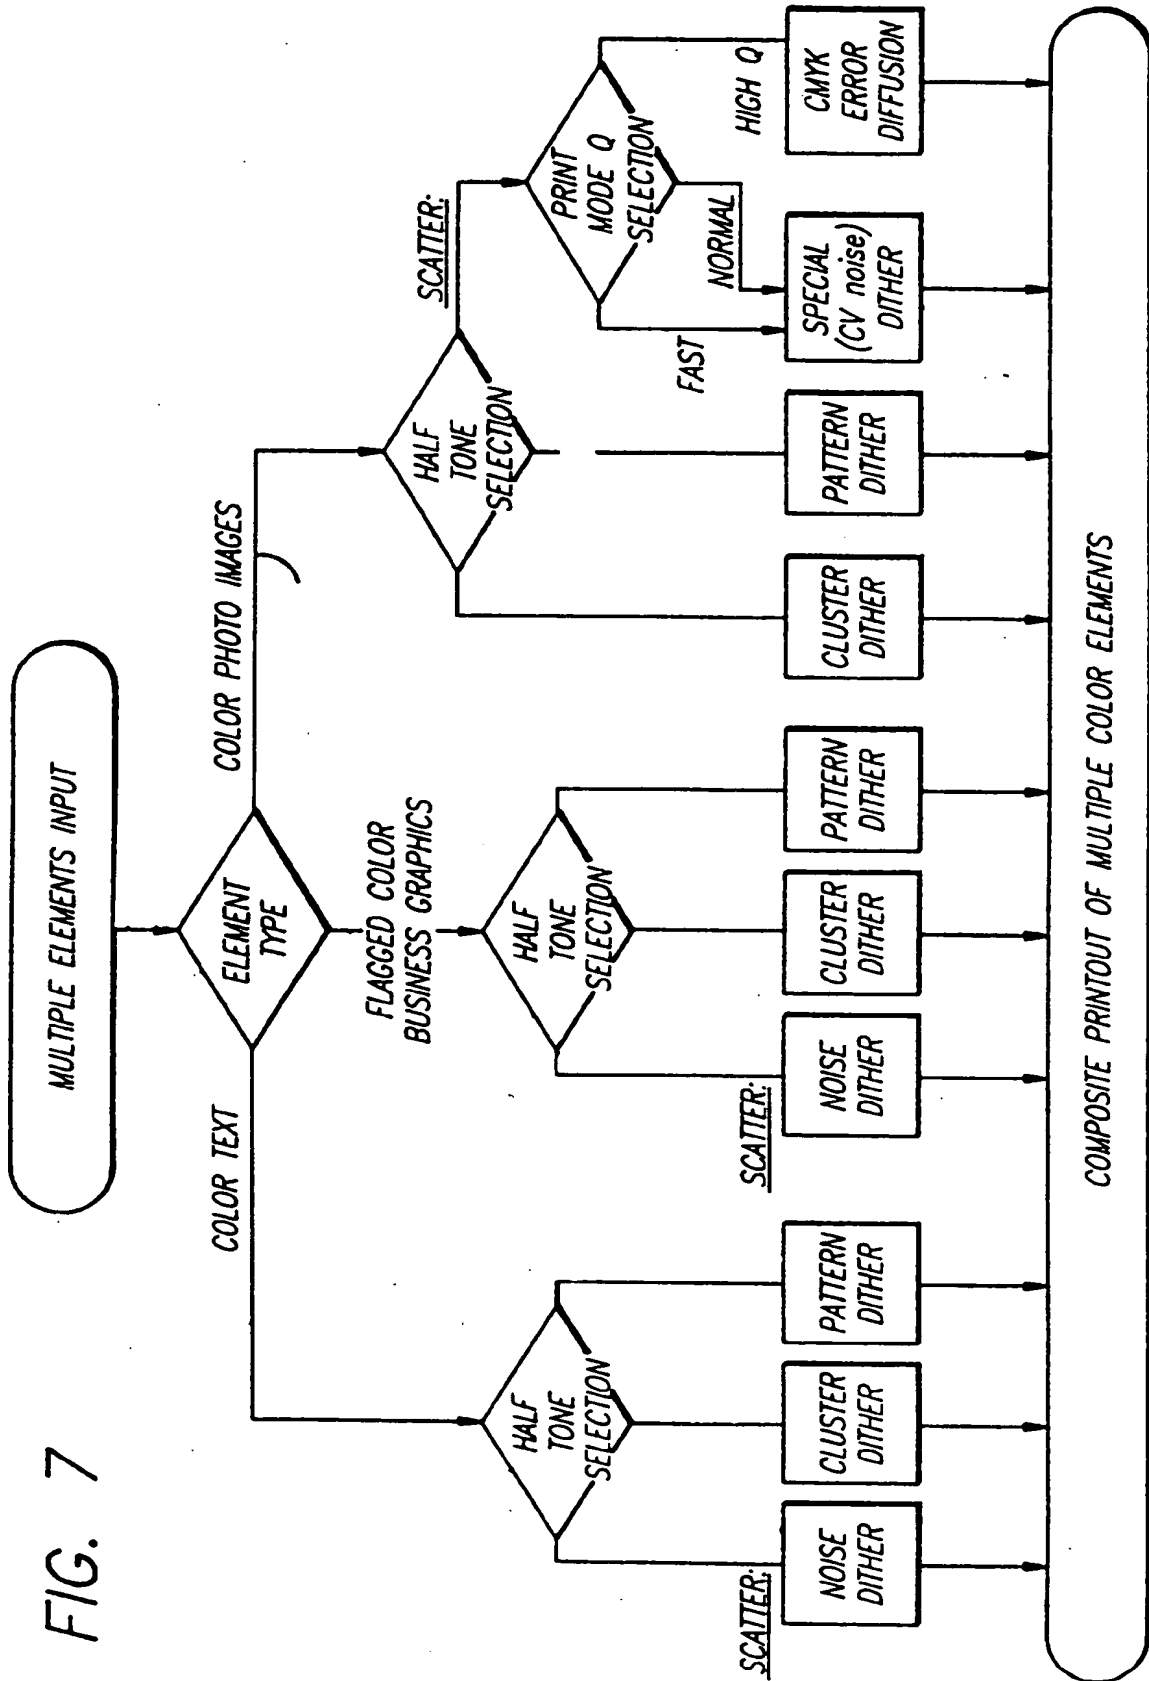 FIG. 7
MULTIPLE ELEMENTS INPUT
ELEMENT
TYPE
COLOR TEXT
FLAGGED COLOR
BUSINESS GRAPHICS
COLOR PHOTO IMAGES
HALF
TONE
SELECTION
HALF
TONE
SELECTION
HALF
TONE
SELECTION
SCATTER:
PRINT
MODE Q
SELECTION
FAST
NORMAL
HIGH Q
SCATTER:
NOISE
DITHER
CLUSTER
DITHER
PATTERN
DITHER
SCATTER:
NOISE
DITHER
CLUSTER
DITHER
PATTERN
DITHER
CLUSTER
DITHER
PATTERN
DITHER
SPECIAL
(CV noise)
DITHER
CMYK
ERROR
DIFFUSION
COMPOSITE PRINTOUT OF MULTIPLE COLOR ELEMENTS